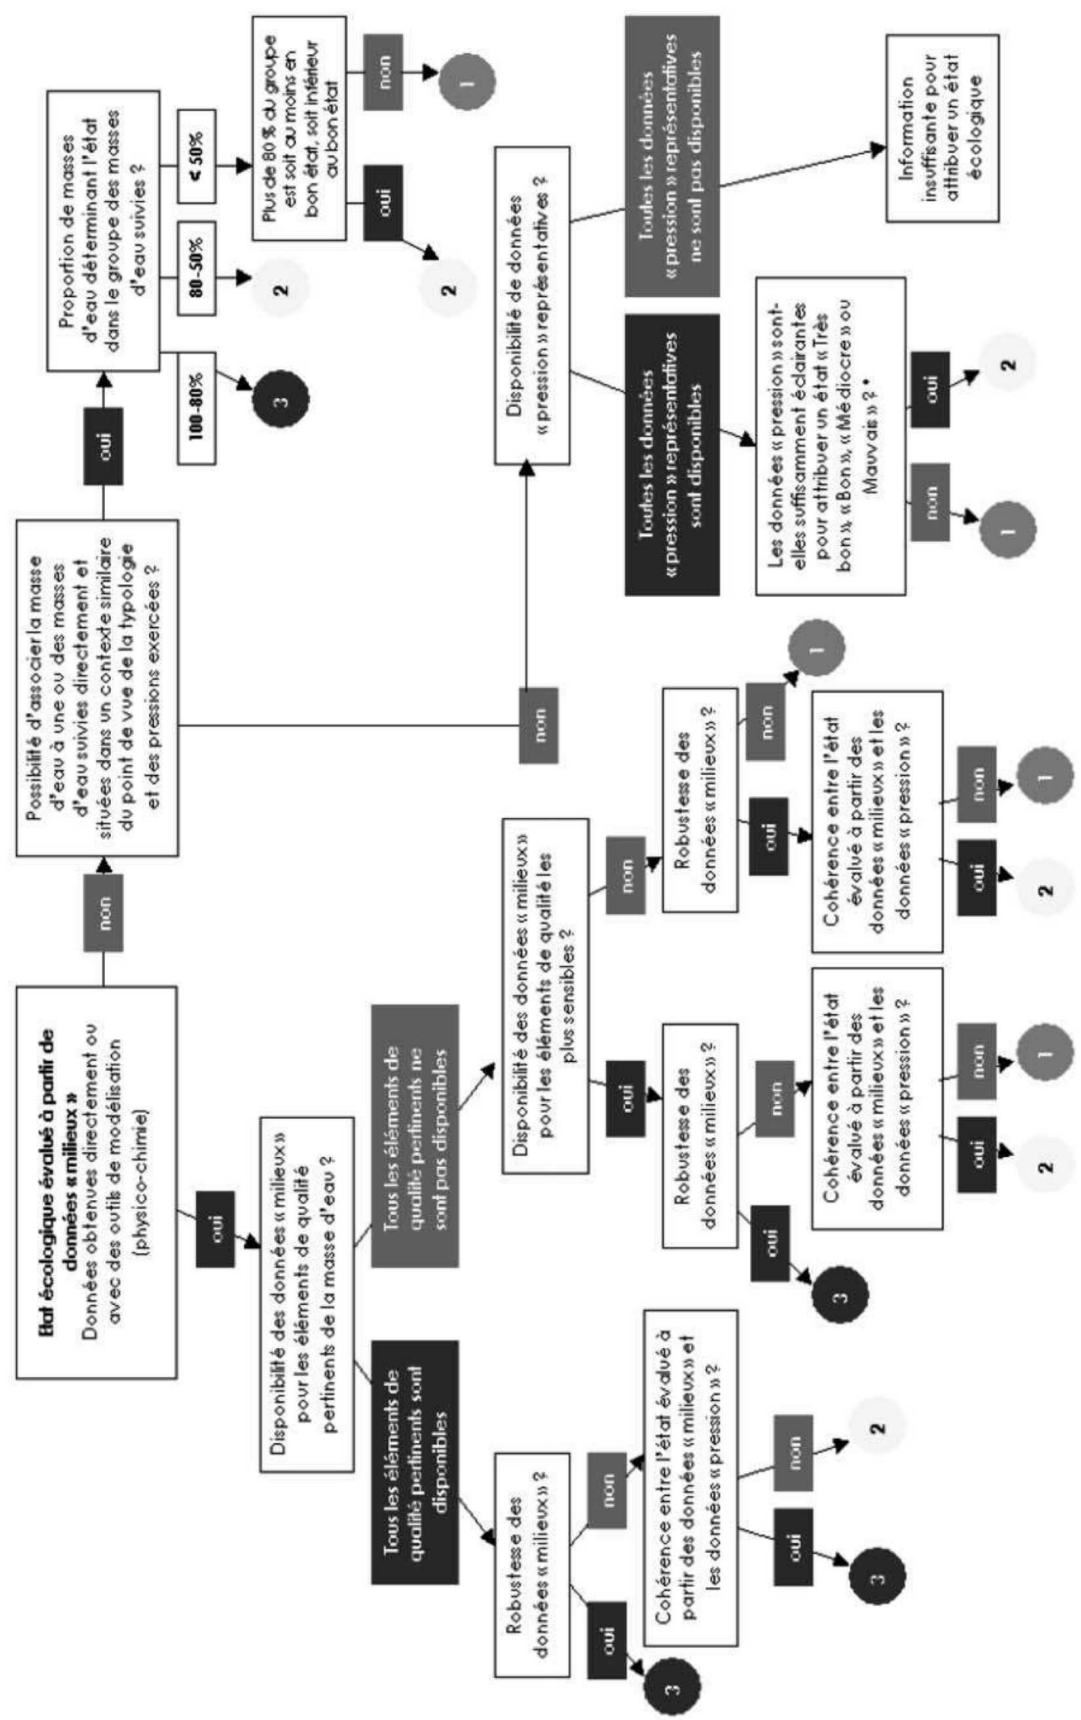 Etat écologique évalué à partir de
données « milieux »
Données obtenues directement ou
avec des outils de modélisation
(physico-chimie)
non
Possibilité d'associer la masse
d'eau à une ou des masses
d'eau suivies directement et
situées dans un contexte similaire
du point de vue de la typologie
et des pressions exercées ?
oui
Proportion de masses
d'eau déterminant l'état
dans le groupe des masses
d'eau suivies ?
100-80%
80-50%
< 50%
3
2
Plus de 80 % du groupe
est soit au moins en
bon état, soit inférieur
au bon état
oui
non
2
1
oui
Disponibilité des données « milieux »
pour les éléments de qualité
pertinents de la masse d'eau ?
Tous les éléments de
qualité pertinents sont
disponibles
Tous les éléments de
qualité pertinents ne
sont pas disponibles
non
Disponibilité de données
« pression » représentatives ?
Toutes les données
« pression » représentatives
sont disponibles
Toutes les données
« pression » représentatives
ne sont pas disponibles
Les données « pression » sont-
elles suffisamment éclairantes
pour attribuer un état « Très
bon », « Bon », « Médiocre » ou
Mauvais » ? *
non
oui
1
2
Information
insuffisante pour
attribuer un état
écologique
Robustesse des
données « milieux » ?
oui
non
3
Cohérence entre l'état évalué à
partir des données « milieux » et
les données « pression » ?
oui
non
3
2
Disponibilité des données « milieux »
pour les éléments de qualité les
plus sensibles ?
oui
non
Robustesse des
données « milieux » ?
oui
non
3
Cohérence entre l'état
évalué à partir des
données « milieux » et les
données « pression » ?
oui
non
2
1
Robustesse des
données « milieux » ?
oui
non
1
Cohérence entre l'état
évalué à partir des
données « milieux » et les
données « pression » ?
oui
non
2
1